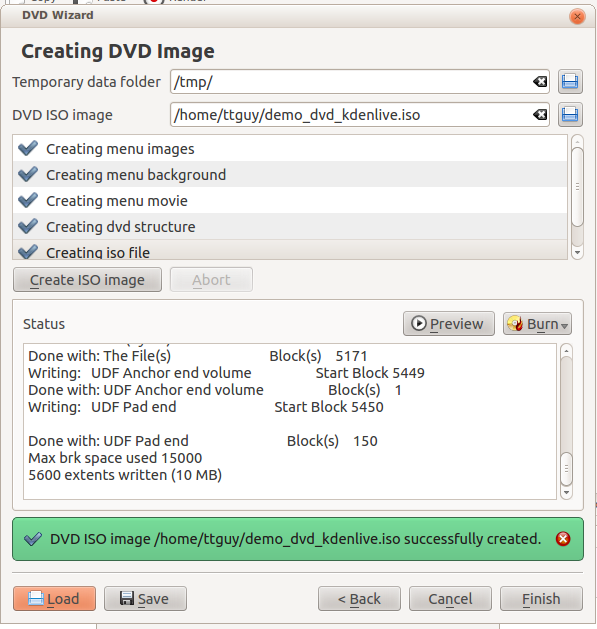 DVD Wizard
Creating DVD Image
Temporary data folder /tmp/
DVD ISO image /home/ttguy/demo_dvd_kdenlive.iso
Creating menu images
Creating menu background
Creating menu movie
Creating dvd structure
Creating iso file
Create ISO image Abort
Status Preview Burn
Done with: The File(s) Block(s) 5171
Writing: UDF Anchor end volume Start Block 5449
Done with: UDF Anchor end volume Block(s) 1
Writing: UDF Pad end Start Block 5450
Done with: UDF Pad end Block(s) 150
Max brk space used 15000
5600 extents written (10 MB)
DVD ISO image /home/ttguy/demo_dvd_kdenlive.iso successfully created.
Load Save < Back Cancel Finish